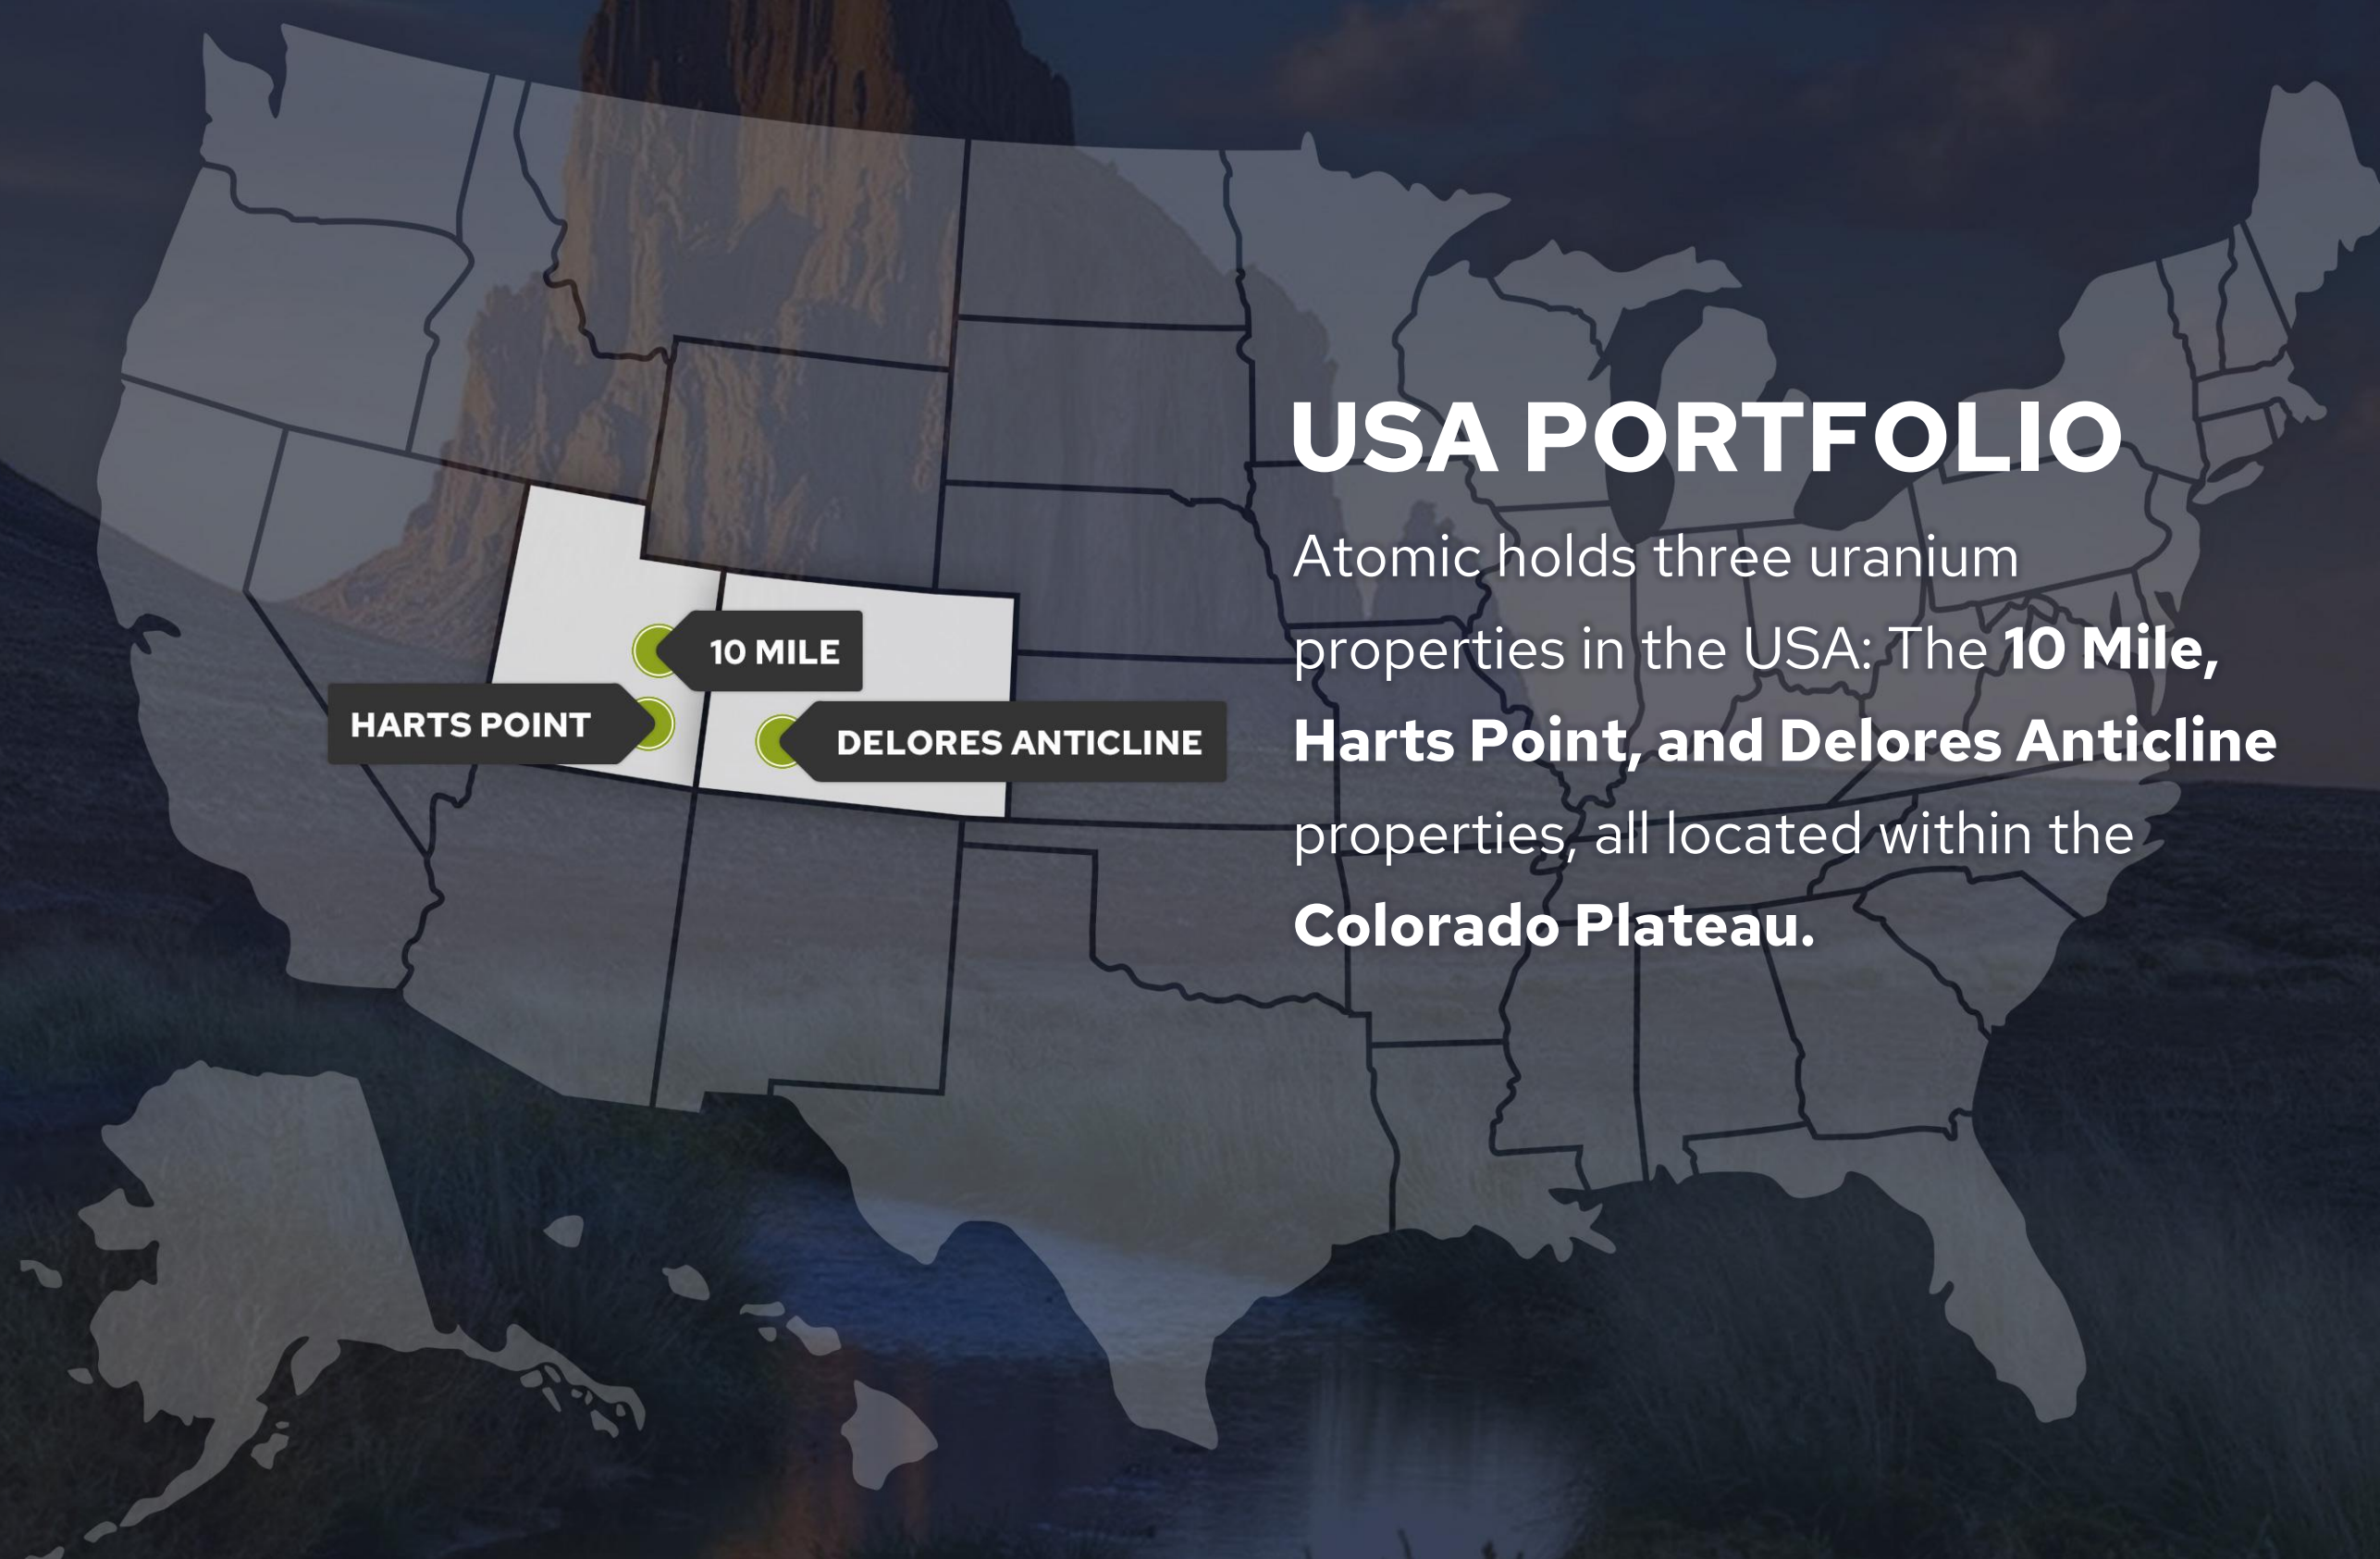 USA PORTFOLIO
Atomic holds three uranium
properties in the USA: The 10 Mile,
Harts Point, and Delores Anticline
properties, all located within the
Colorado Plateau.
10 MILE
HARTS POINT
DELORES ANTICLINE